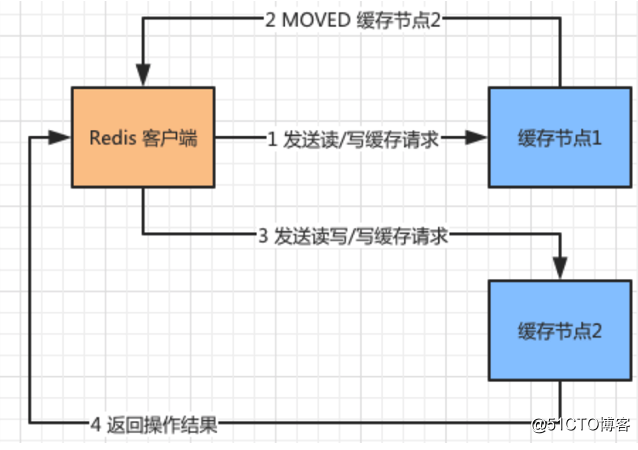 2 MOVED 缓存节点2
Redis 客户端
1 发送读/写缓存请求
缓存节点1
3 发送读写/写缓存请求
缓存节点2
4 返回操作结果
@51CTO博客